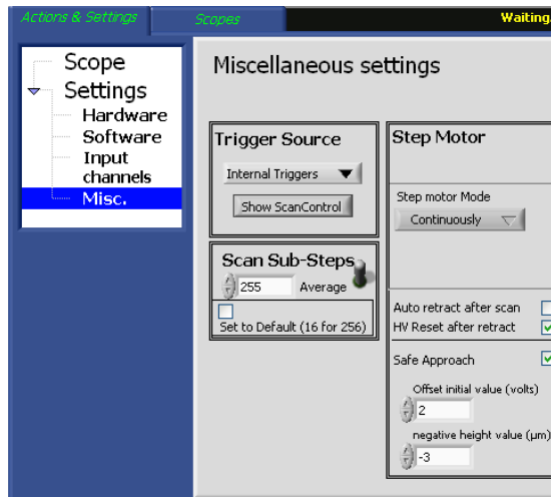 Actions & Settings
Scopes
Waiting.
Scope
Settings
Hardware
Software
Input
channels
Misc.
Miscellaneous settings
Trigger Source
Internal Triggers
Show ScanControl
Scan Sub-Steps
255
Average
Set to Default (16 for 256)
Step Motor
Step motor Mode
Continuously
Auto retract after scan
HV Reset after retract
Safe Approach
Offset initial value (volts)
2
negative height value (µm)
-3